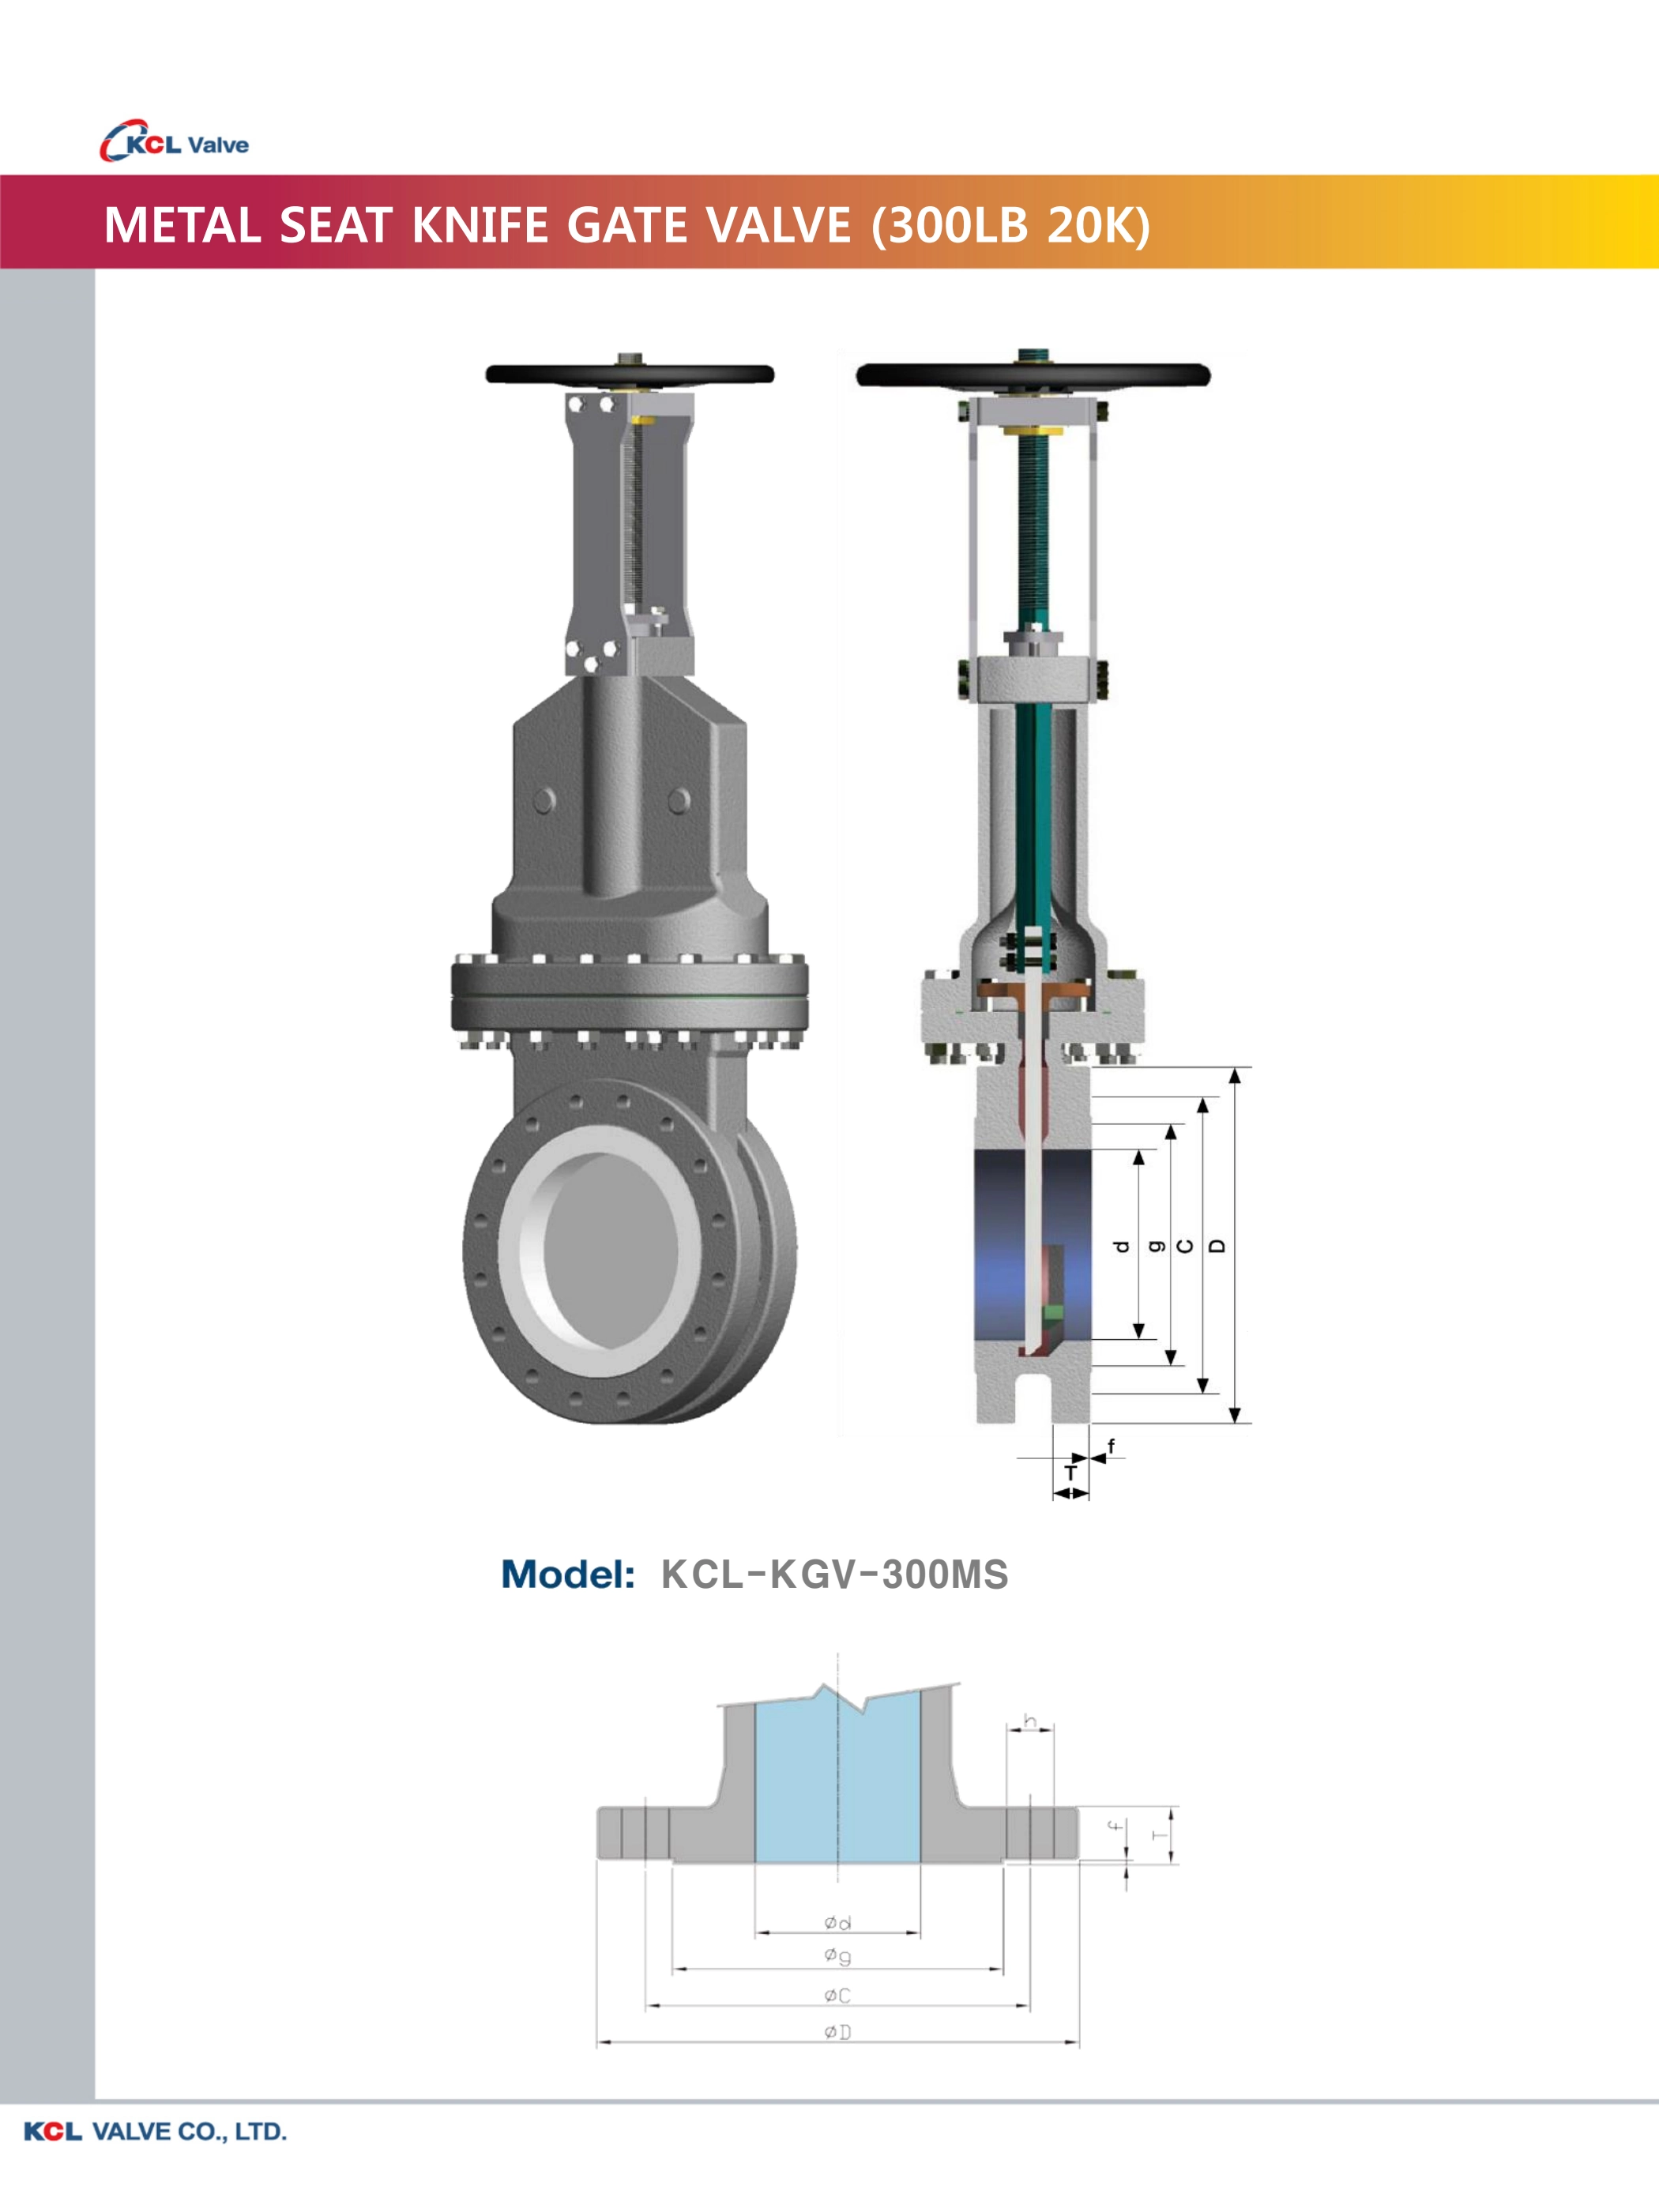 KCL Valve
METAL SEAT KNIFE GATE VALVE (300LB 20K)
d
g
C
D
f
T
Model: KCL-KGV-300MS
h
f
T
Ød
Øg
ØC
ØD
KCL VALVE CO., LTD.